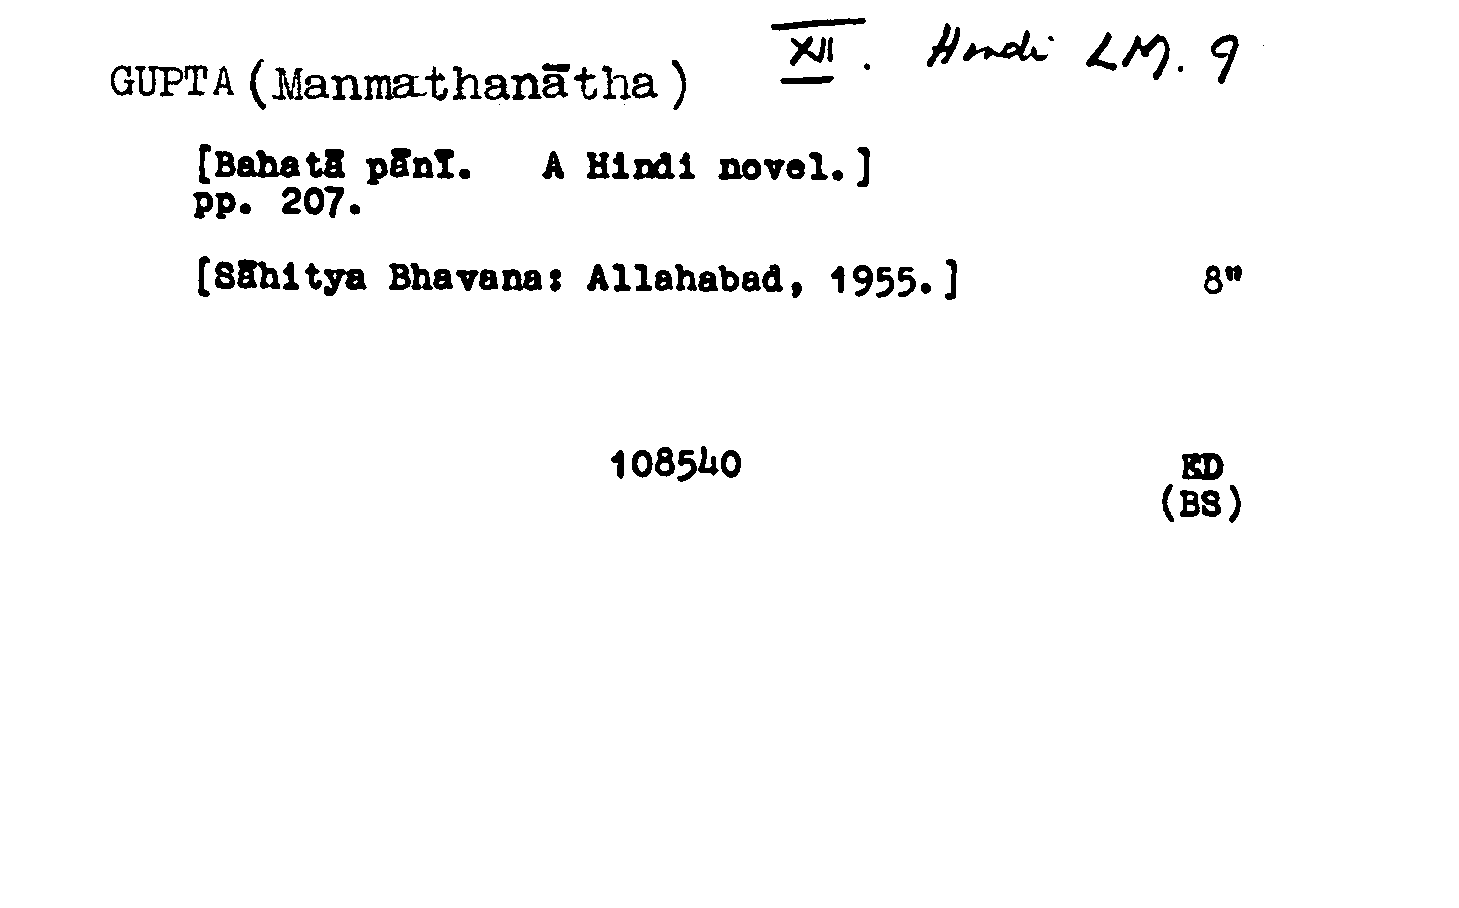 XII. Hindi LM. 9
GUPTA (Manmathanātha)
[Bahatā pānī. A Hindi novel.]
pp. 207.
[Sāhitya Bhavana: Allahabad, 1955.] 8"
108540 ED
(BS)